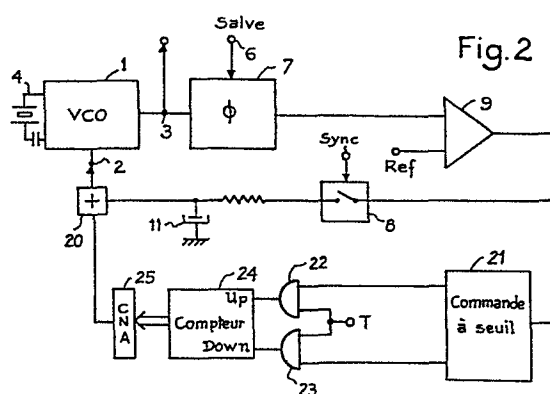 Salve
Fig. 2
1
4
6
7
VCO
3
Φ
9
2
Sync
Ref
20
+
11
8
21
25
24
22
CNA
Up
Compteur
Down
T
Commande
à seuil
23